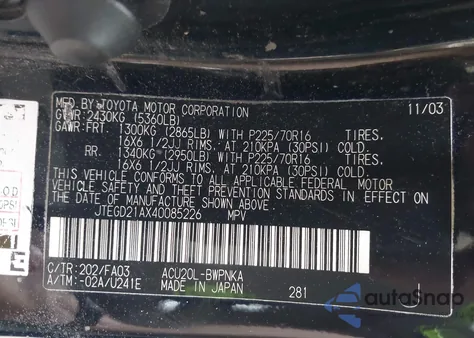 MFD.BY:TOYOTA MOTOR CORPORATION 11/03
GVWR:2430KG (5360LB)
GAWR:FRT. 1300KG (2865LB) WITH P225/70R16 TIRES,
16X6 1/2JJ RIMS, AT 210KPA (30PSI) COLD.
RR. 1340KG (2950LB) WITH P225/70R16 TIRES,
16X6 1/2JJ RIMS, AT 210KPA (30PSI) COLD.
THIS VEHICLE CONFORMS TO ALL APPLICABLE FEDERAL MOTOR
VEHICLE SAFETY AND THEFT PREVENTION STANDARDS IN EFFECT ON
THE DATE OF MANUFACTURE SHOWN ABOVE.
JTEGD21AX40085226 MPV
C/TR:202/FA03 ACU20L-BWPNKA
A/TM:-02A/U241E MADE IN JAPAN 281
E
autoSnap